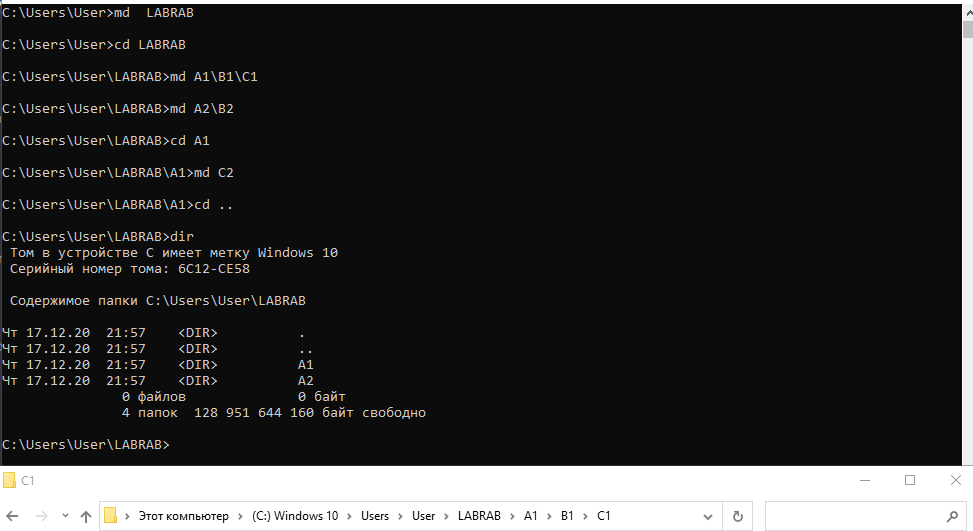 C:\Users\User>md  LABRAB
C:\Users\User>cd LABRAB
C:\Users\User\LABRAB>md A1\B1\C1
C:\Users\User\LABRAB>md A2\B2
C:\Users\User\LABRAB>cd A1
C:\Users\User\LABRAB\A1>md C2
C:\Users\User\LABRAB\A1>cd ..
C:\Users\User\LABRAB>dir
Том в устройстве C имеет метку Windows 10
Серийный номер тома: 6C12-CE58
Содержимое папки C:\Users\User\LABRAB
Чт 17.12.20  21:57    <DIR>          .
Чт 17.12.20  21:57    <DIR>          ..
Чт 17.12.20  21:57    <DIR>          A1
Чт 17.12.20  21:57    <DIR>          A2
0 файлов              0 байт
4 папок  128 951 644 160 байт свободно
C:\Users\User\LABRAB>
C1
Этот компьютер > (C:) Windows 10 > Users > User > LABRAB > A1 > B1 > C1